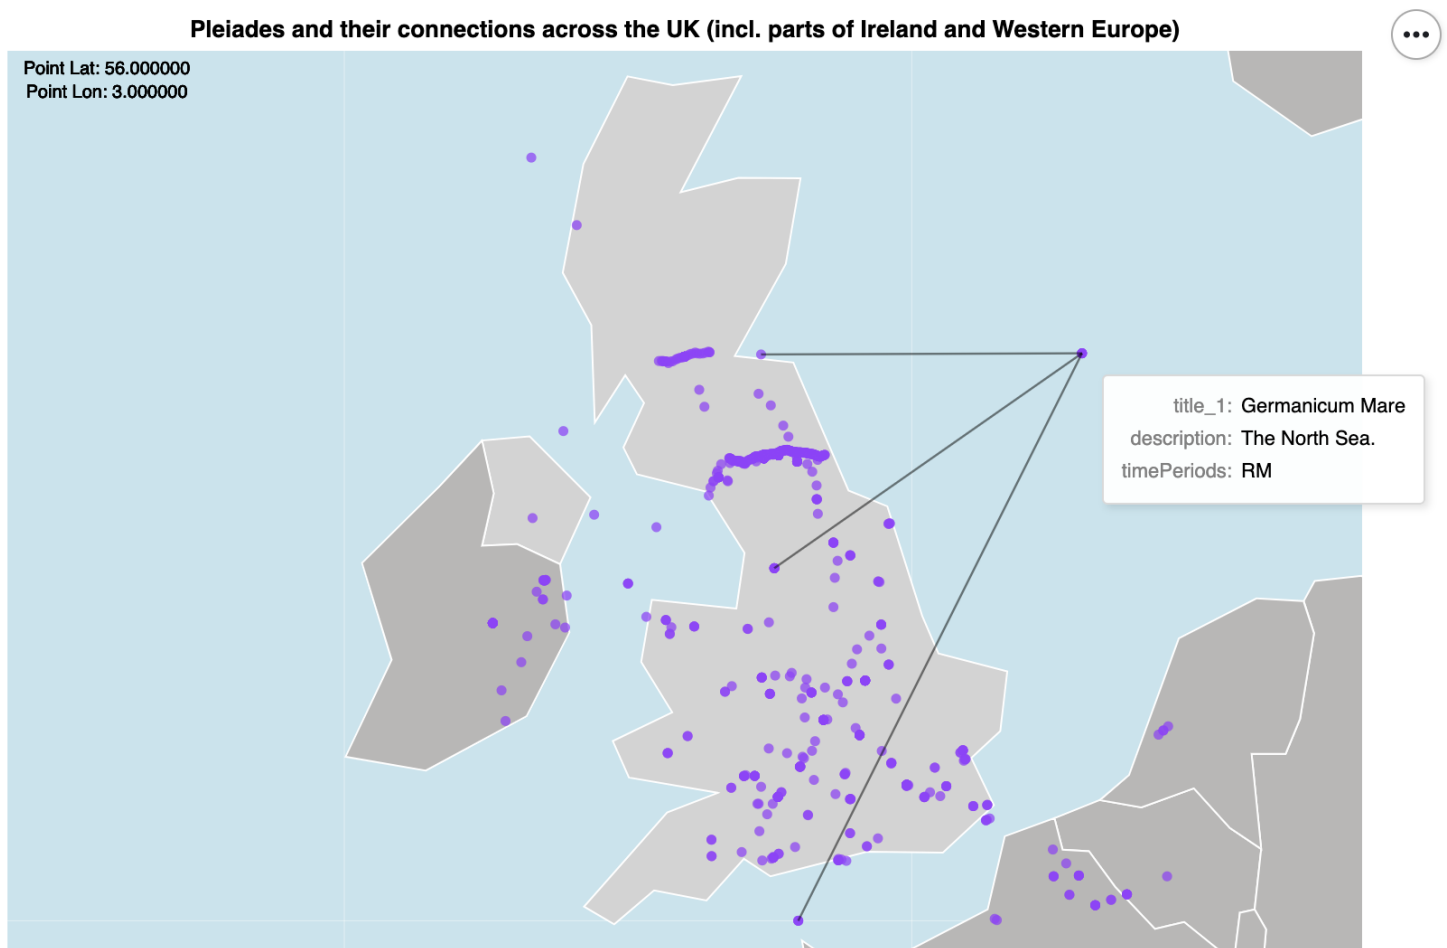 Pleiades and their connections across the UK (incl. parts of Ireland and Western Europe)
Point Lat: 56.000000
Point Lon: 3.000000
title_1: Germanicum Mare
description: The North Sea.
timePeriods: RM